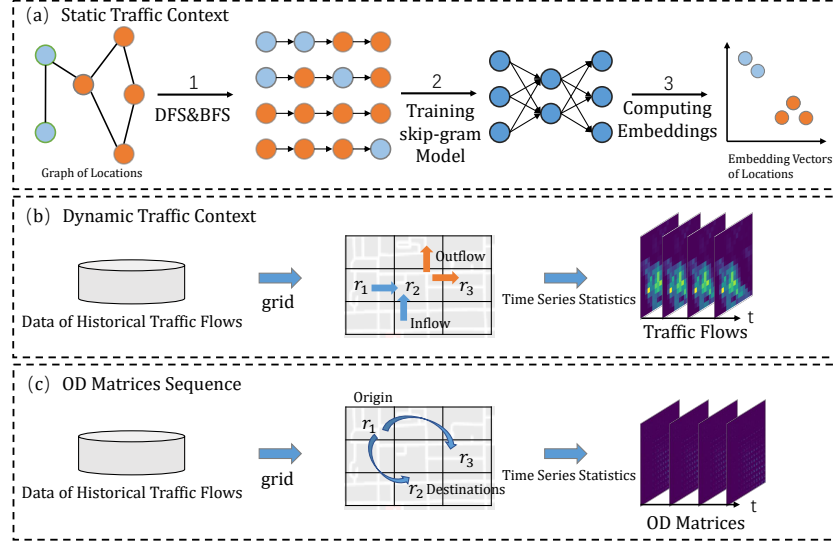 (a) Static Traffic Context
1
DFS&BFS
2
Training
skip-gram
Model
3
Computing
Embeddings
Graph of Locations
Embedding Vectors
of Locations
(b) Dynamic Traffic Context
Data of Historical Traffic Flows
grid
Outflow
r1
r2
r3
Inflow
Time Series Statistics
t
Traffic Flows
(c) OD Matrices Sequence
Data of Historical Traffic Flows
grid
Origin
r1
r3
r2 Destinations
Time Series Statistics
t
OD Matrices